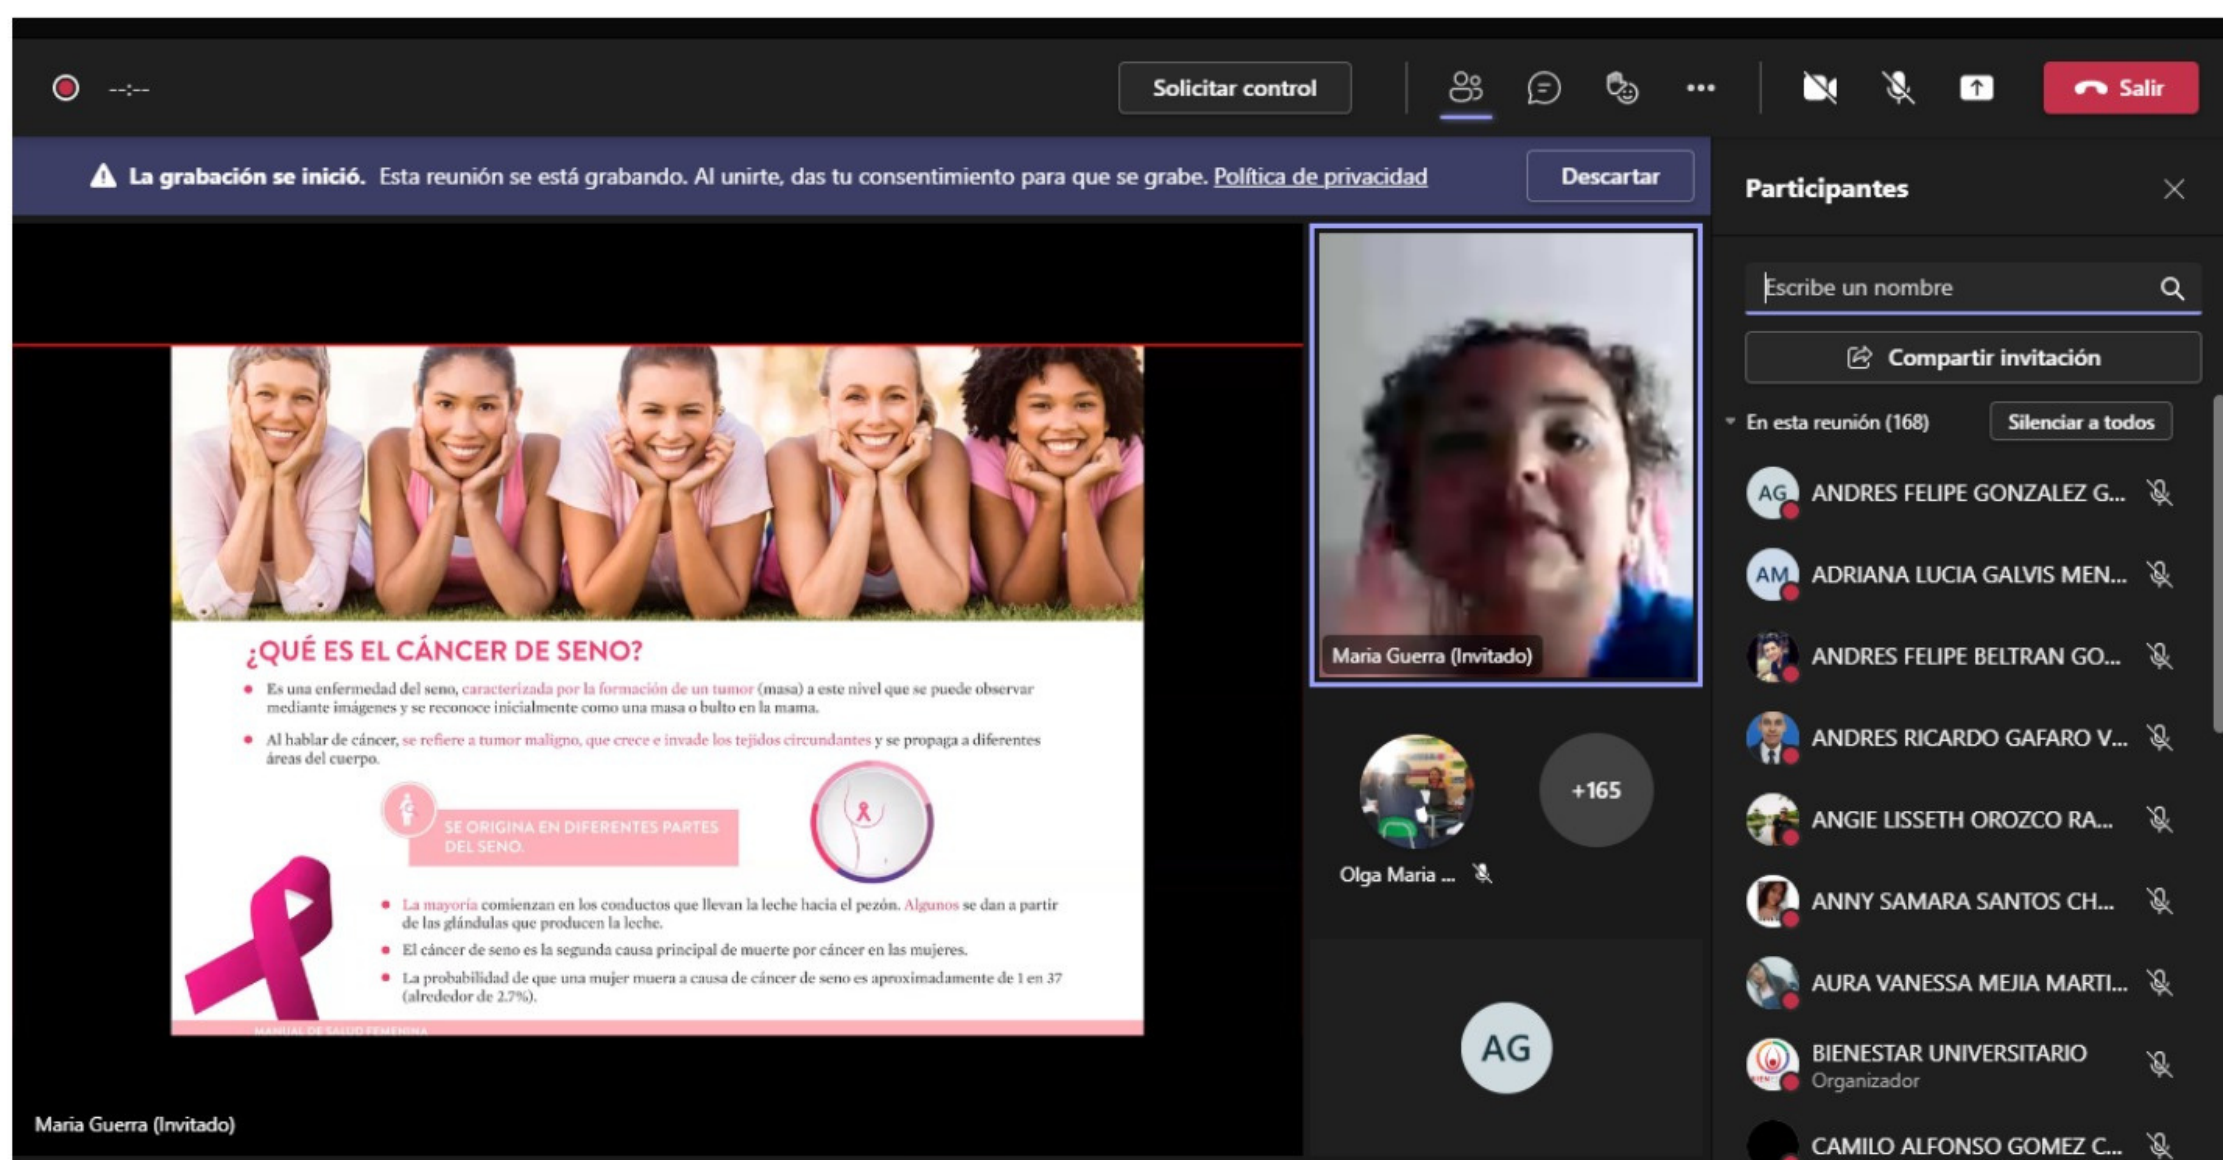 --:--
Solicitar control
Salir
La grabación se inició. Esta reunión se está grabando. Al unirte, das tu consentimiento para que se grabe. Política de privacidad
Descartar
¿QUÉ ES EL CÁNCER DE SENO?
Es una enfermedad del seno, caracterizada por la formación de un tumor (masa) a este nivel que se puede observar
mediante imágenes y se reconoce inicialmente como una masa o bulto en la mama.
Al hablar de cáncer, se refiere a tumor maligno, que crece e invade los tejidos circundantes y se propaga a diferentes
áreas del cuerpo.
SE ORIGINA EN DIFERENTES PARTES
DEL SENO.
La mayoría comienzan en los conductos que llevan la leche hacia el pezón. Algunos se dan a partir
de las glándulas que producen la leche.
El cáncer de seno es la segunda causa principal de muerte por cáncer en las mujeres.
La probabilidad de que una mujer muera a causa de cáncer de seno es aproximadamente de 1 en 37
(alrededor de 2.7%).
MANUAL DE SALUD FEMENINA
Maria Guerra (Invitado)
Maria Guerra (Invitado)
Olga Maria ...
+165
AG
Participantes
Escribe un nombre
Compartir invitación
En esta reunión (168)
Silenciar a todos
AG ANDRES FELIPE GONZALEZ G...
AM ADRIANA LUCIA GALVIS MEN...
ANDRES FELIPE BELTRAN GO...
ANDRES RICARDO GAFARO V...
ANGIE LISSETH OROZCO RA...
ANNY SAMARA SANTOS CH...
AURA VANESSA MEJIA MARTI...
BIENESTAR UNIVERSITARIO
Organizador
CAMILO ALFONSO GOMEZ C...